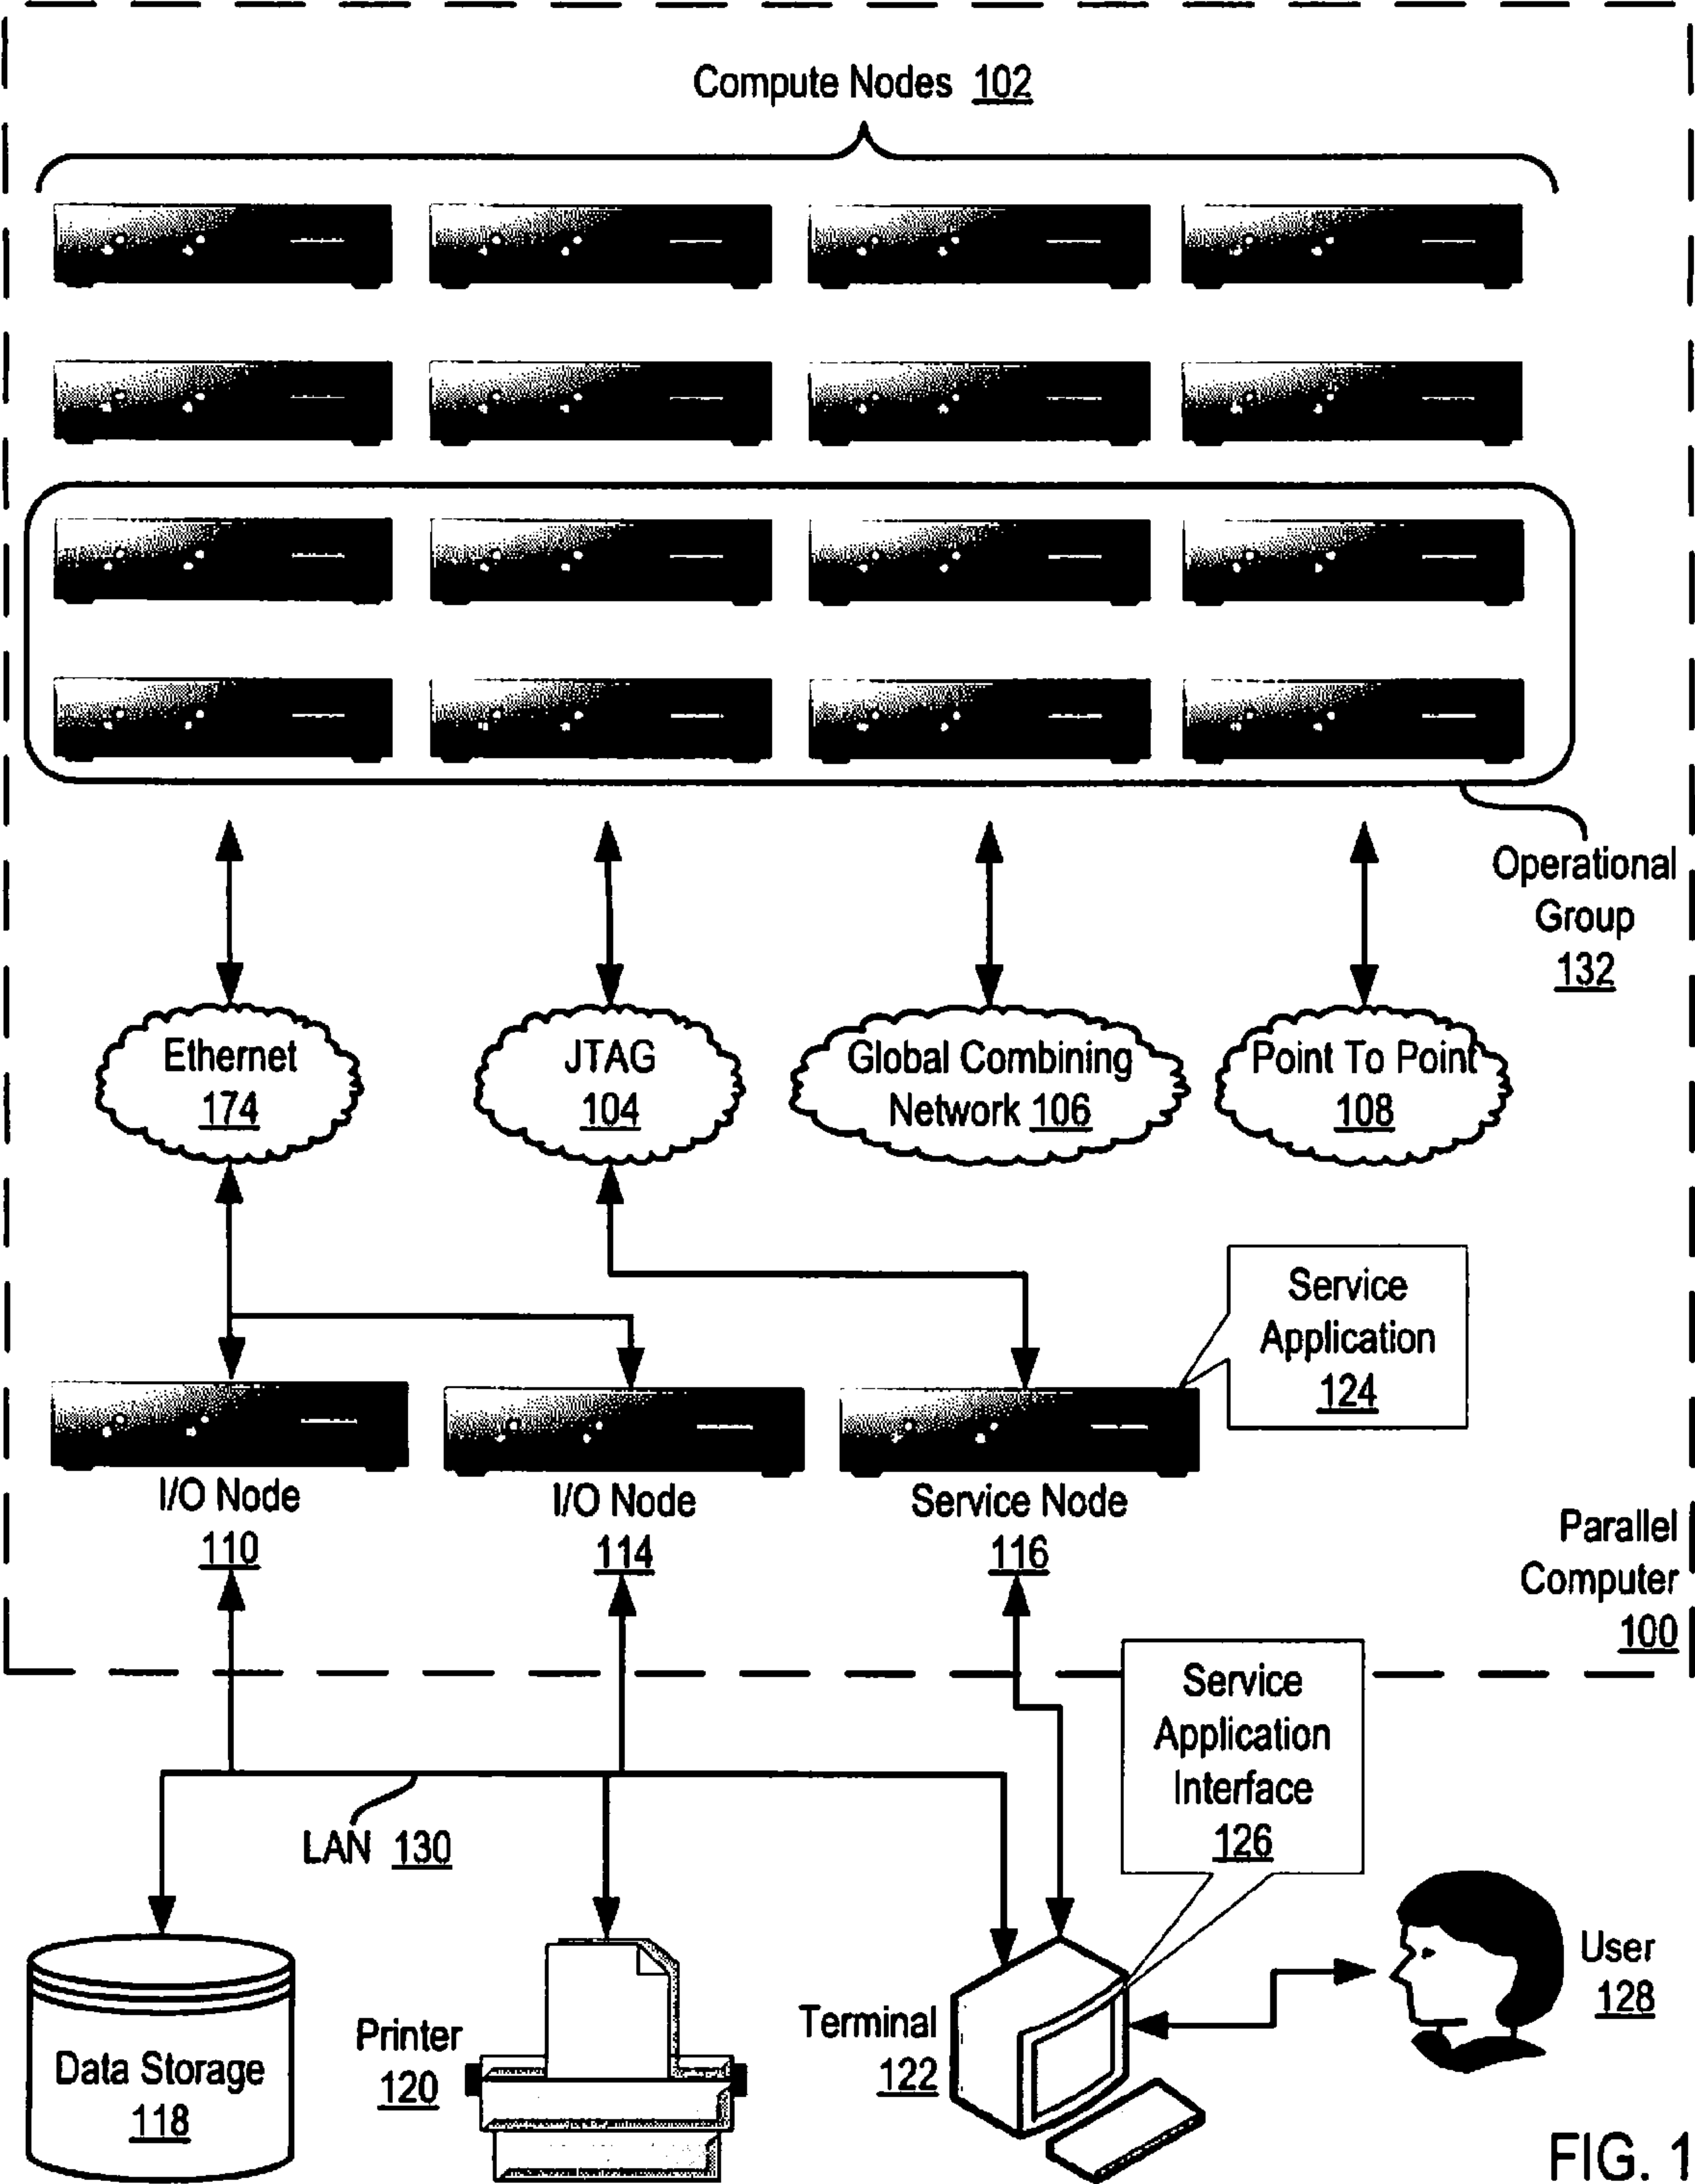 Compute Nodes 102
Operational
Group
132
Ethernet
174
JTAG
104
Global Combining
Network 106
Point To Point
108
Service
Application
124
I/O Node
110
I/O Node
114
Service Node
116
Parallel
Computer
100
Service
Application
Interface
126
LAN 130
Data Storage
118
Printer
120
Terminal
122
User
128
FIG. 1